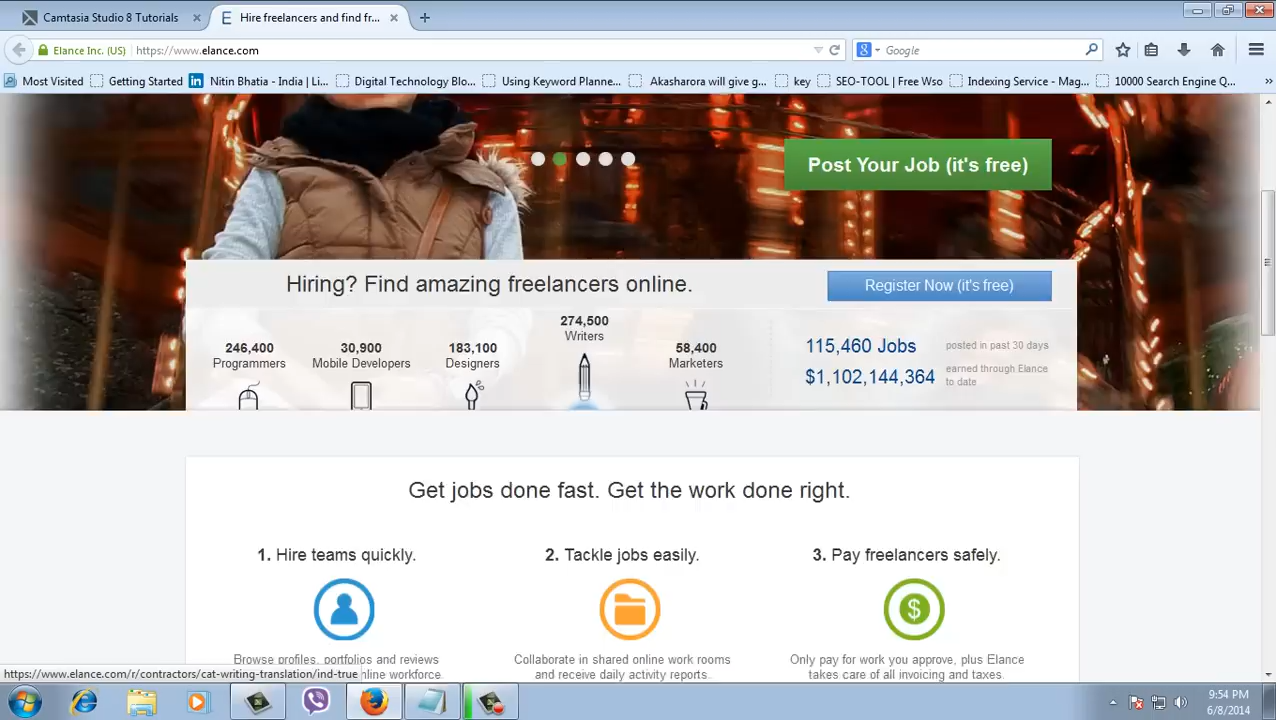 Camtasia Studio 8 Tutorials
Hire freelancers and find fr...
Elance Inc. (US)
https://www.elance.com
Google
Most Visited
Getting Started
Nitin Bhatia - India | Li...
Digital Technology Blo...
Using Keyword Planne...
Akasharora will give g...
key
SEO-TOOL | Free Wso
Indexing Service - Mag...
10000 Search Engine Q...
Post Your Job (it's free)
Hiring? Find amazing freelancers online.
Register Now (it's free)
246,400
Programmers
30,900
Mobile Developers
183,100
Designers
274,500
Writers
58,400
Marketers
115,460 Jobs
posted in past 30 days
$1,102,144,364
earned through Elance
to date
Get jobs done fast. Get the work done right.
1. Hire teams quickly.
2. Tackle jobs easily.
3. Pay freelancers safely.
Browse profiles, portfolios and reviews
nline workforce.
Collaborate in shared online work rooms
and receive daily activity reports.
Only pay for work you approve, plus Elance
takes care of all invoicing and taxes.
https://www.elance.com/r/contractors/cat-writing-translation/ind-true
9:54 PM
6/8/2014